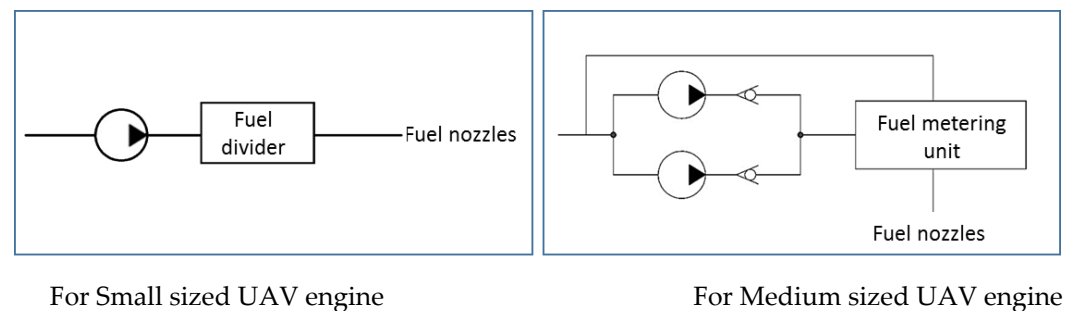 Fuel
divider
Fuel nozzles
Fuel metering
unit
Fuel nozzles
For Small sized UAV engine
For Medium sized UAV engine